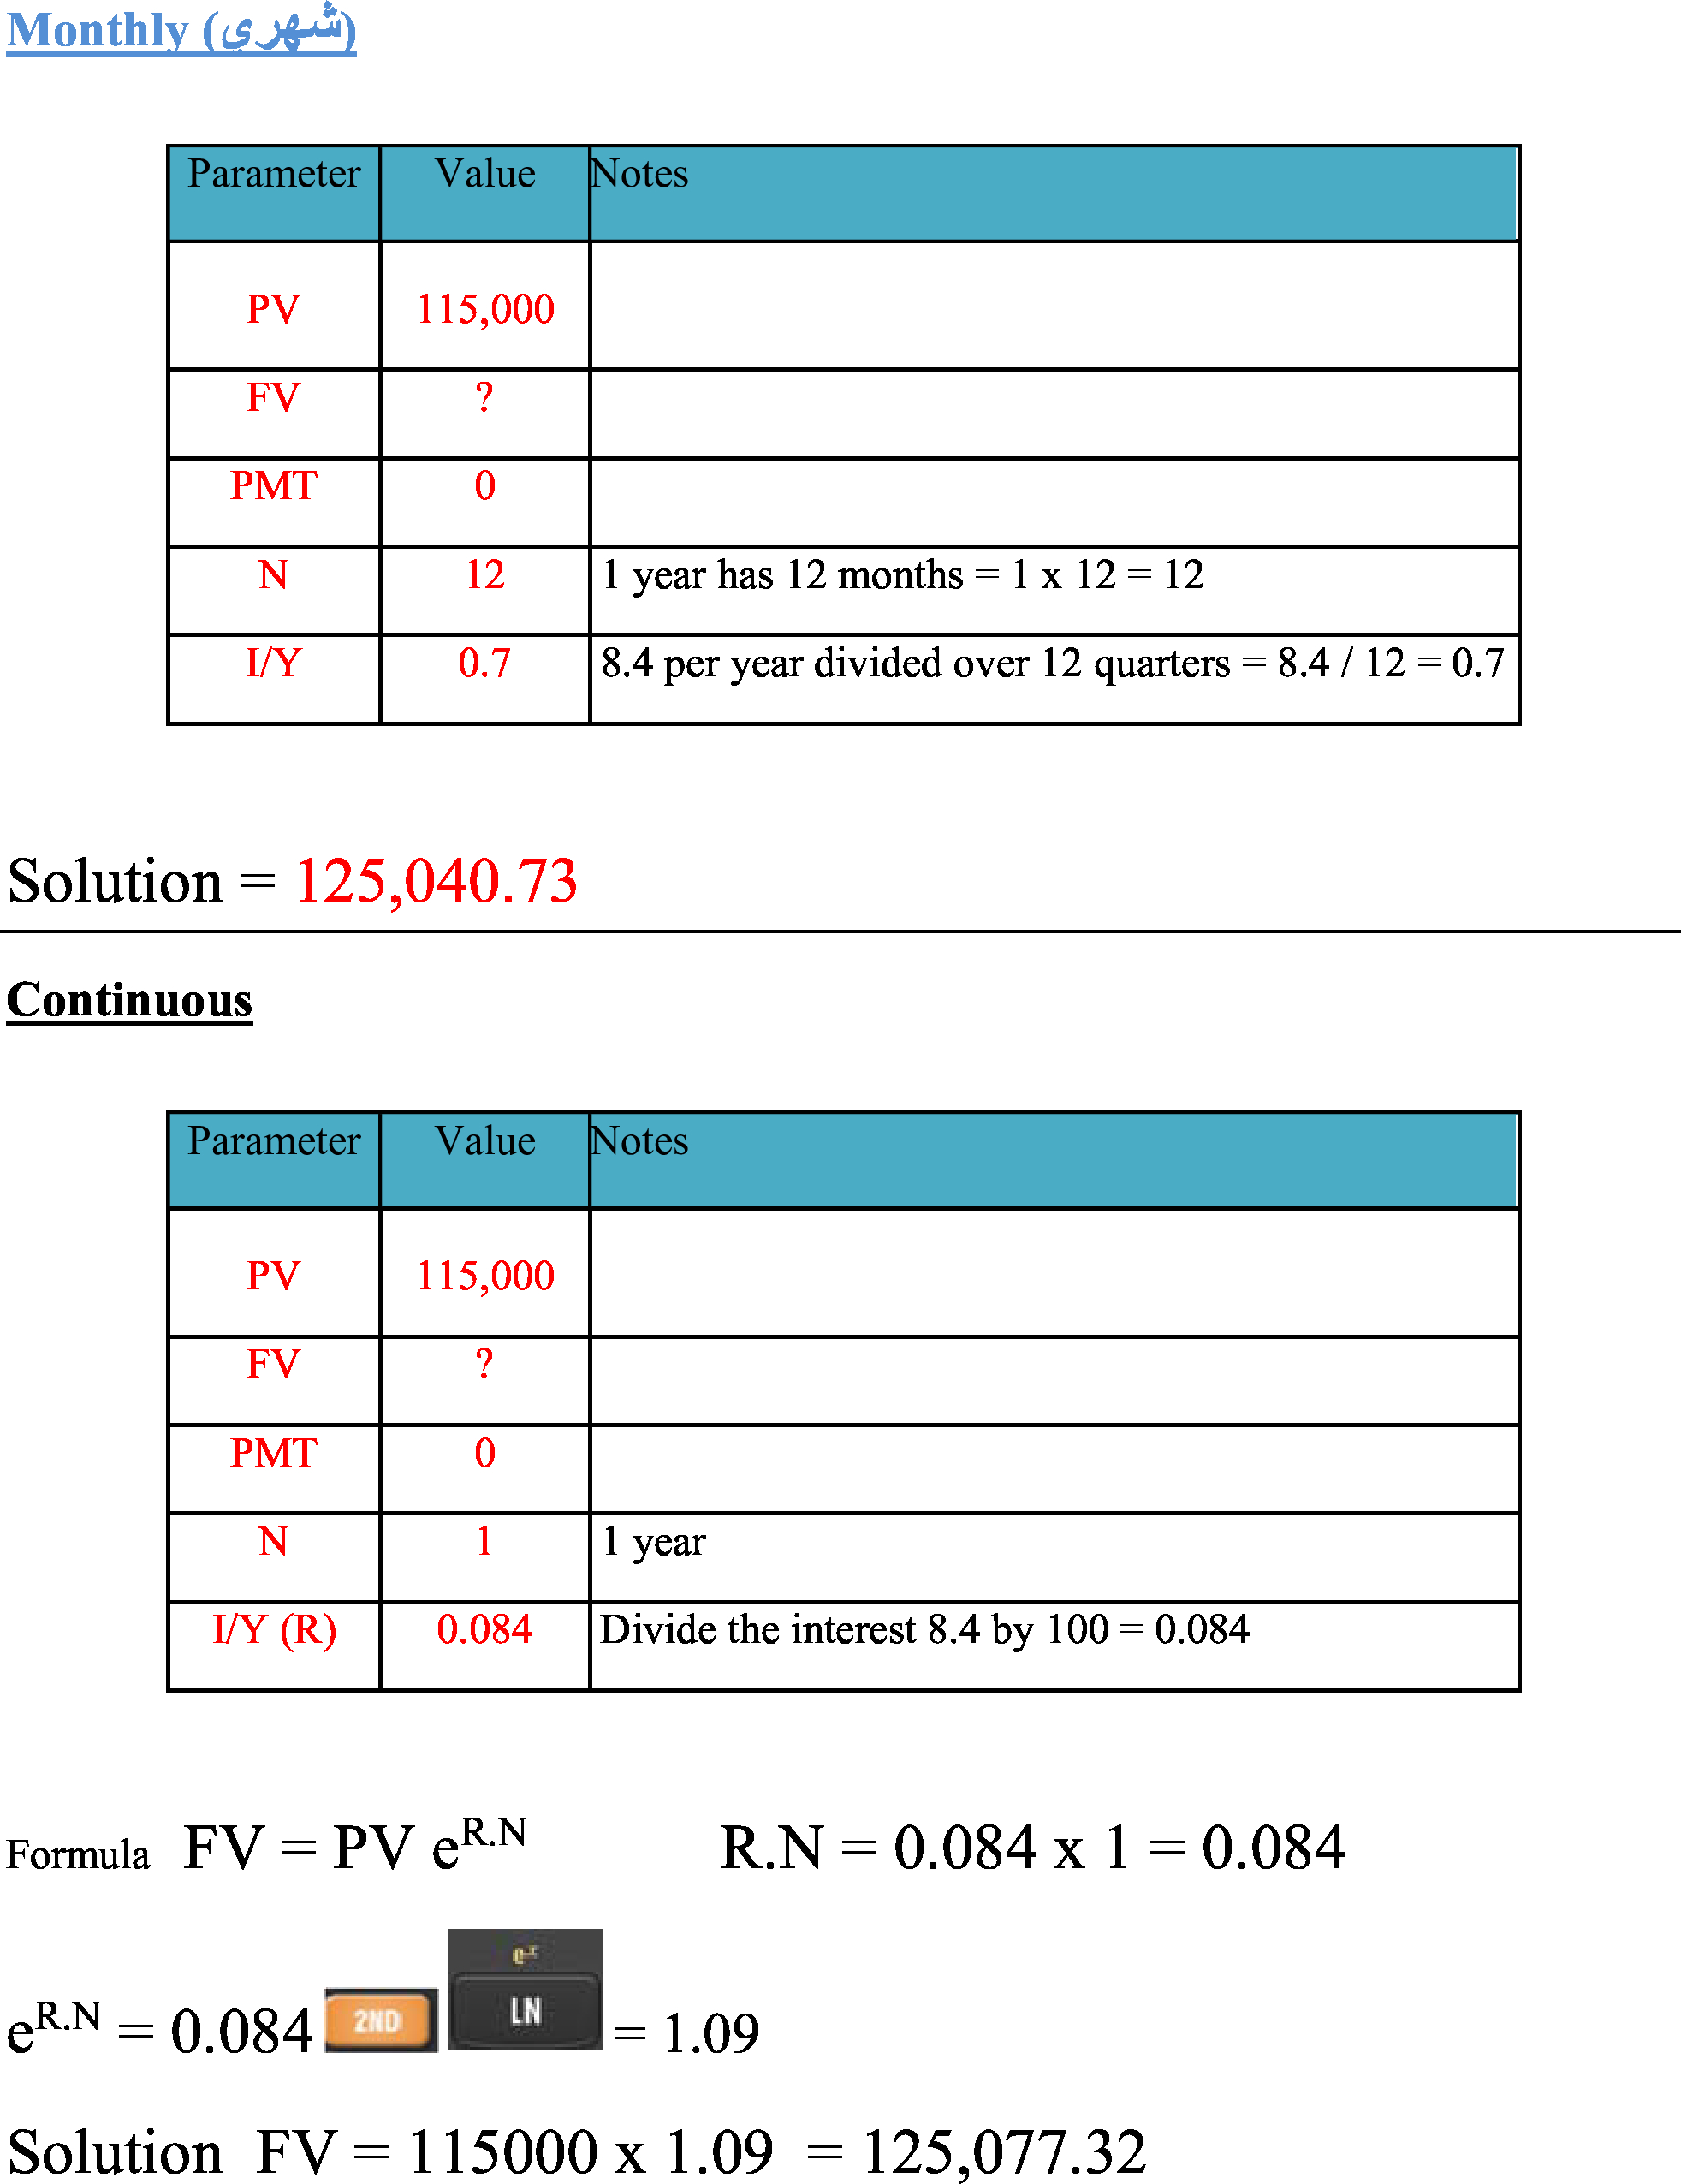 Monthly (شهري)
Parameter Value Notes
PV 115,000
FV ?
PMT 0
N 12 1 year has 12 months = 1 x 12 = 12
I/Y 0.7 8.4 per year divided over 12 quarters = 8.4 / 12 = 0.7
Solution = 125,040.73
Continuous
Parameter Value Notes
PV 115,000
FV ?
PMT 0
N 1 1 year
I/Y (R) 0.084 Divide the interest 8.4 by 100 = 0.084
Formula FV = PV e^R.N R.N = 0.084 x 1 = 0.084
e^x
e^R.N = 0.084 2ND LN = 1.09
Solution FV = 115000 x 1.09 = 125,077.32